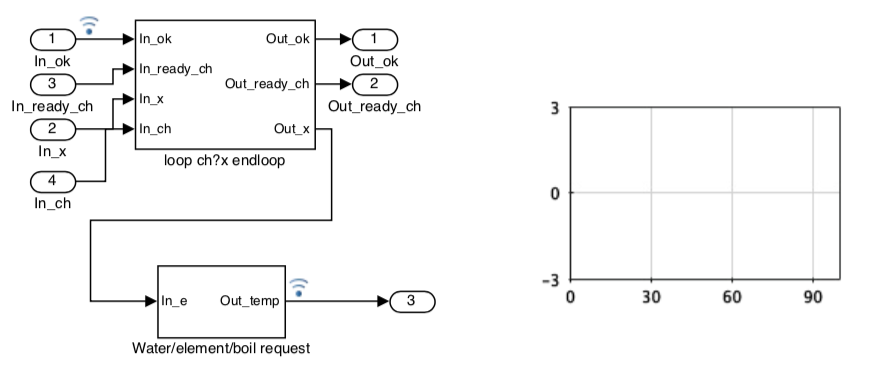 1
In_ok
3
In_ready_ch
2
In_x
4
In_ch
In_ok
In_ready_ch
In_x
In_ch
Out_ok
Out_ready_ch
Out_x
loop ch?x endloop
1
Out_ok
2
Out_ready_ch
In_e
Out_temp
Water/element/boil request
3
3
0
-3
0
30
60
90